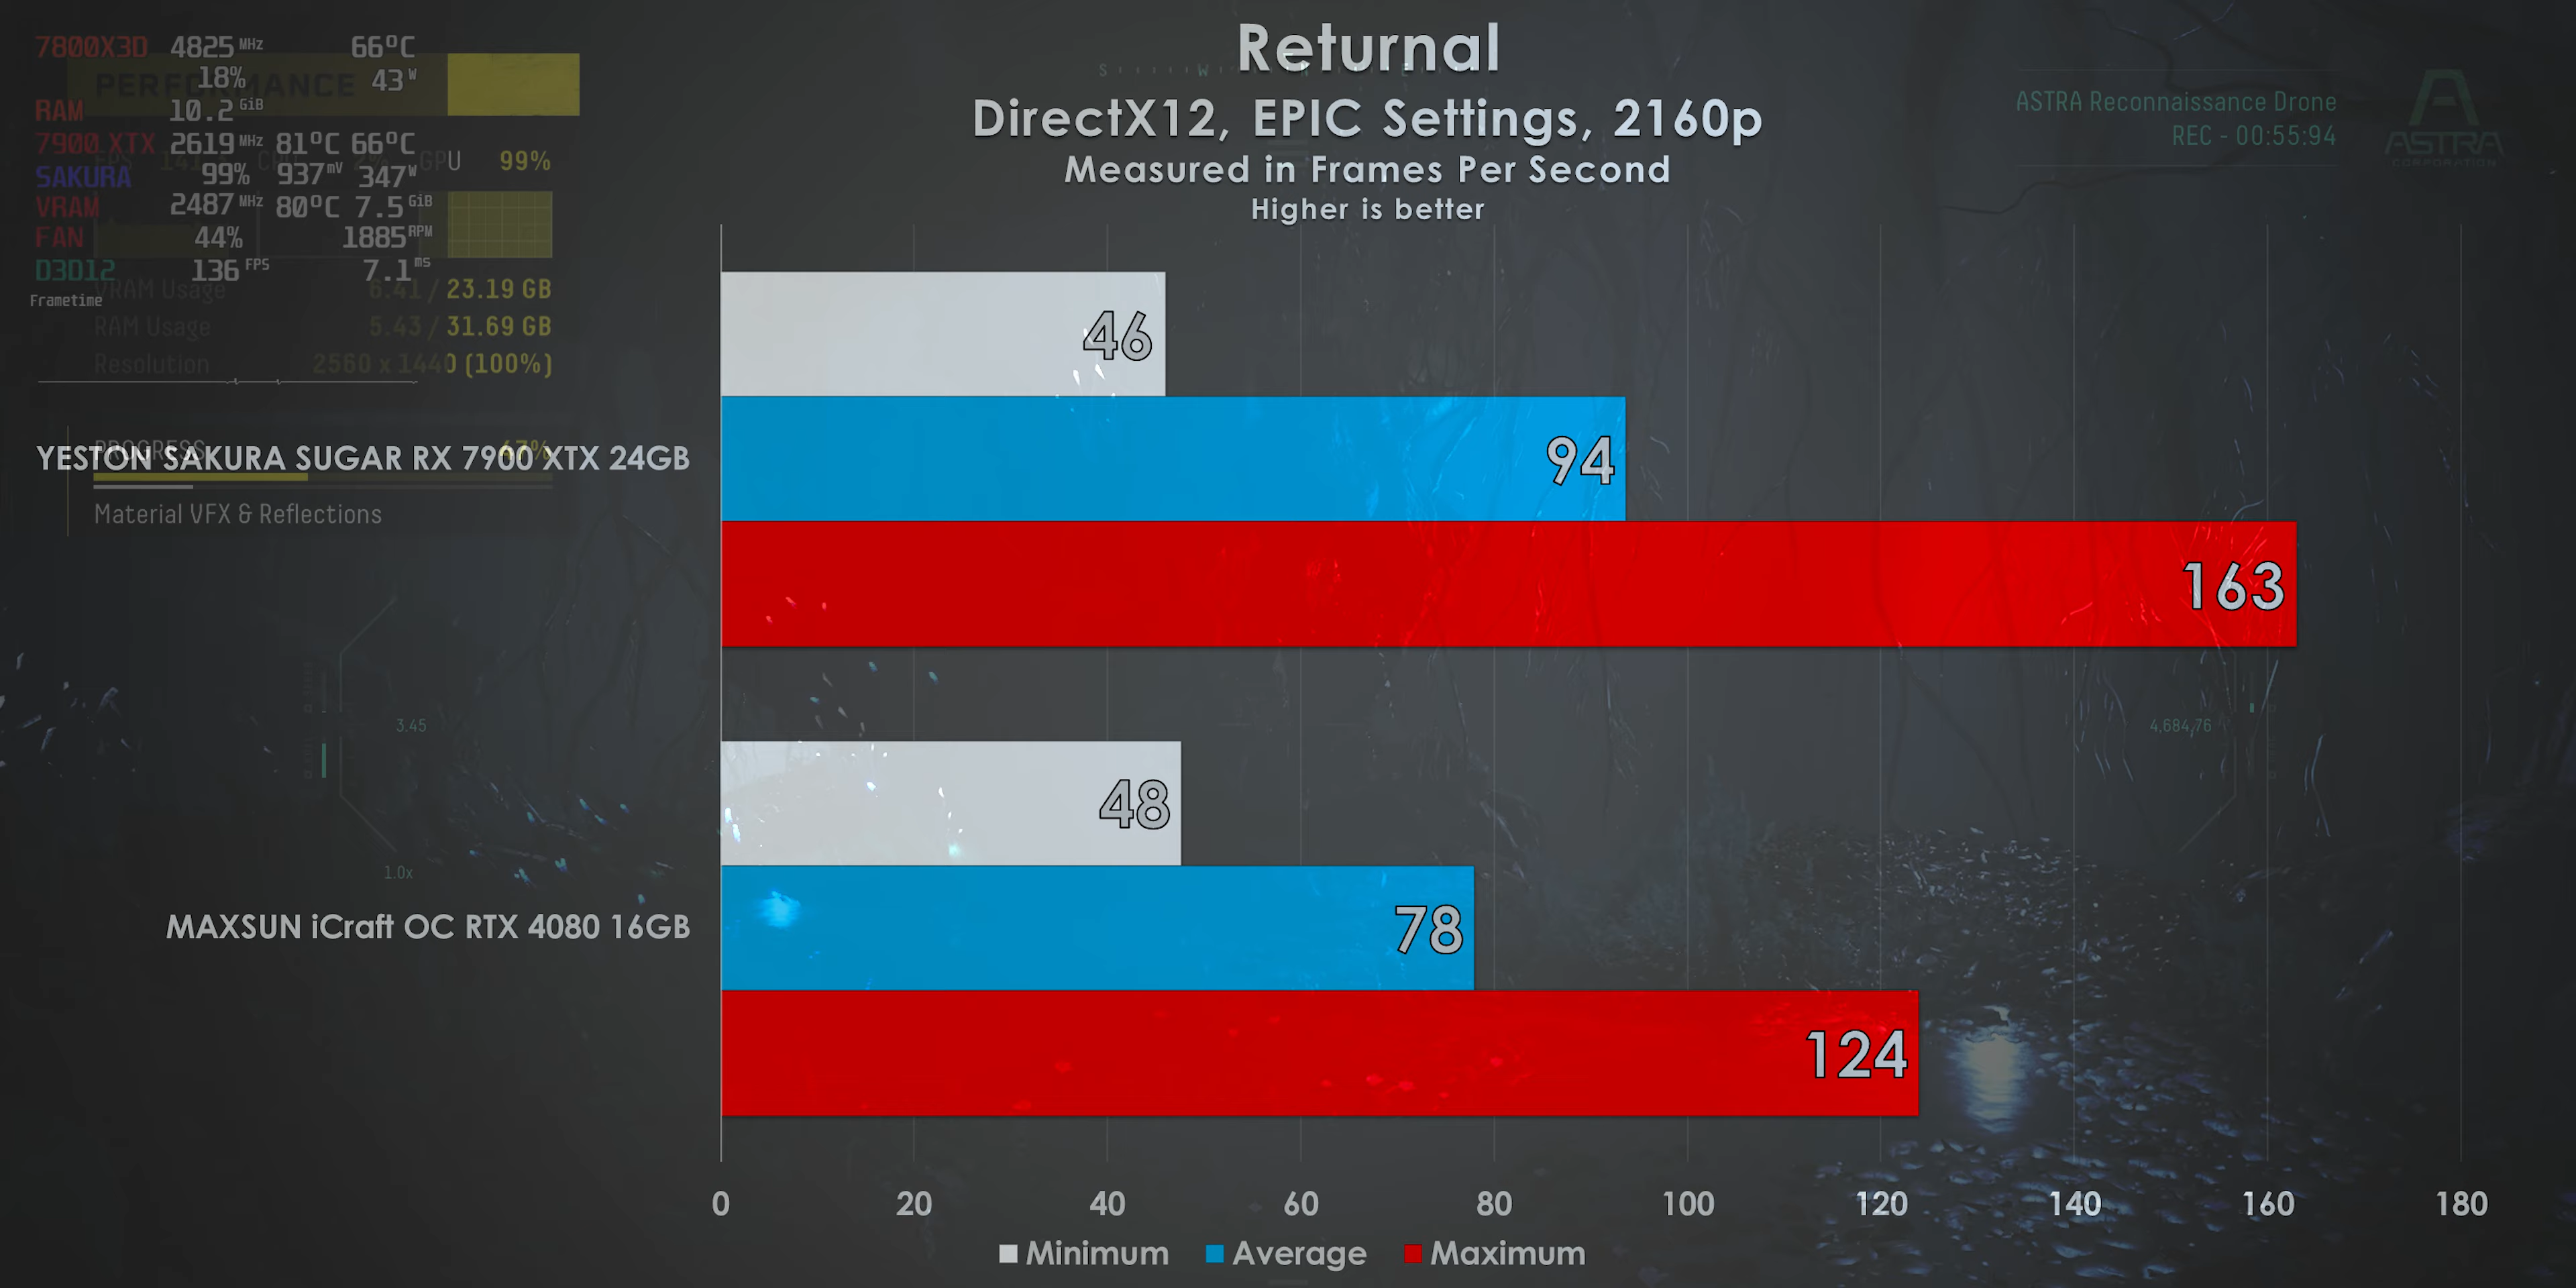 Returnal
DirectX12, EPIC Settings, 2160p
Measured in Frames Per Second
Higher is better
7800X3D 4825 MHz 66°C
18% 43 W
PERFORMANCE
RAM 10.2 GiB
7900 XTX 2619 MHz 81°C 66°C
GPU 99%
SAKURA 99% 937 mV 347 W
VRAM 2487 MHz 80°C 7.5 GiB
FAN 44% 1885 RPM
D3D12 136 FPS 7.1 ms
VRAM Usage 6.41 / 23.19 GB
Frametime
RAM Usage 5.43 / 31.69 GB
Resolution 2560 x 1440 (100%)
PROGRESS 47%
Material VFX & Reflections
S W N E
ASTRA Reconnaissance Drone
REC - 00:55:94
ASTRA
CORPORATION
YESTON SAKURA SUGAR RX 7900 XTX 24GB
46
94
163
3.45
4,684,76
1.0x
MAXSUN iCraft OC RTX 4080 16GB
48
78
124
0 20 40 60 80 100 120 140 160 180
Minimum Average Maximum